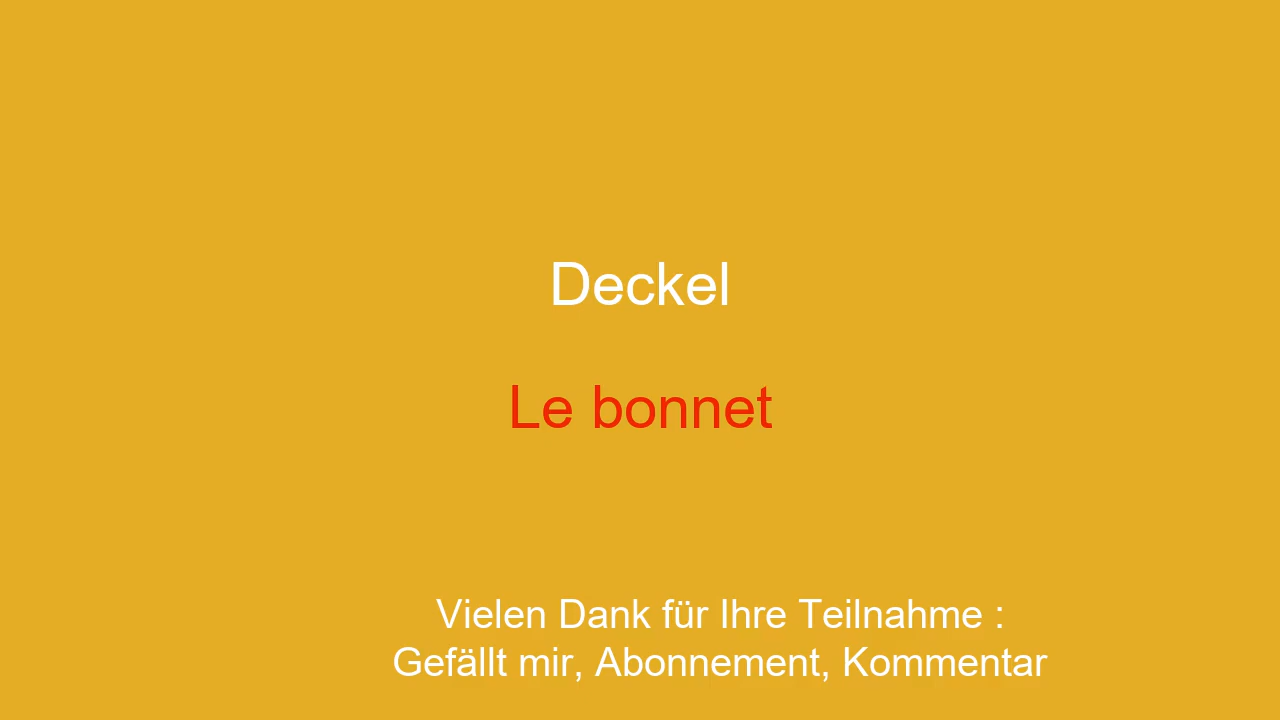 Deckel
Le bonnet
Vielen Dank für Ihre Teilnahme :
Gefällt mir, Abonnement, Kommentar